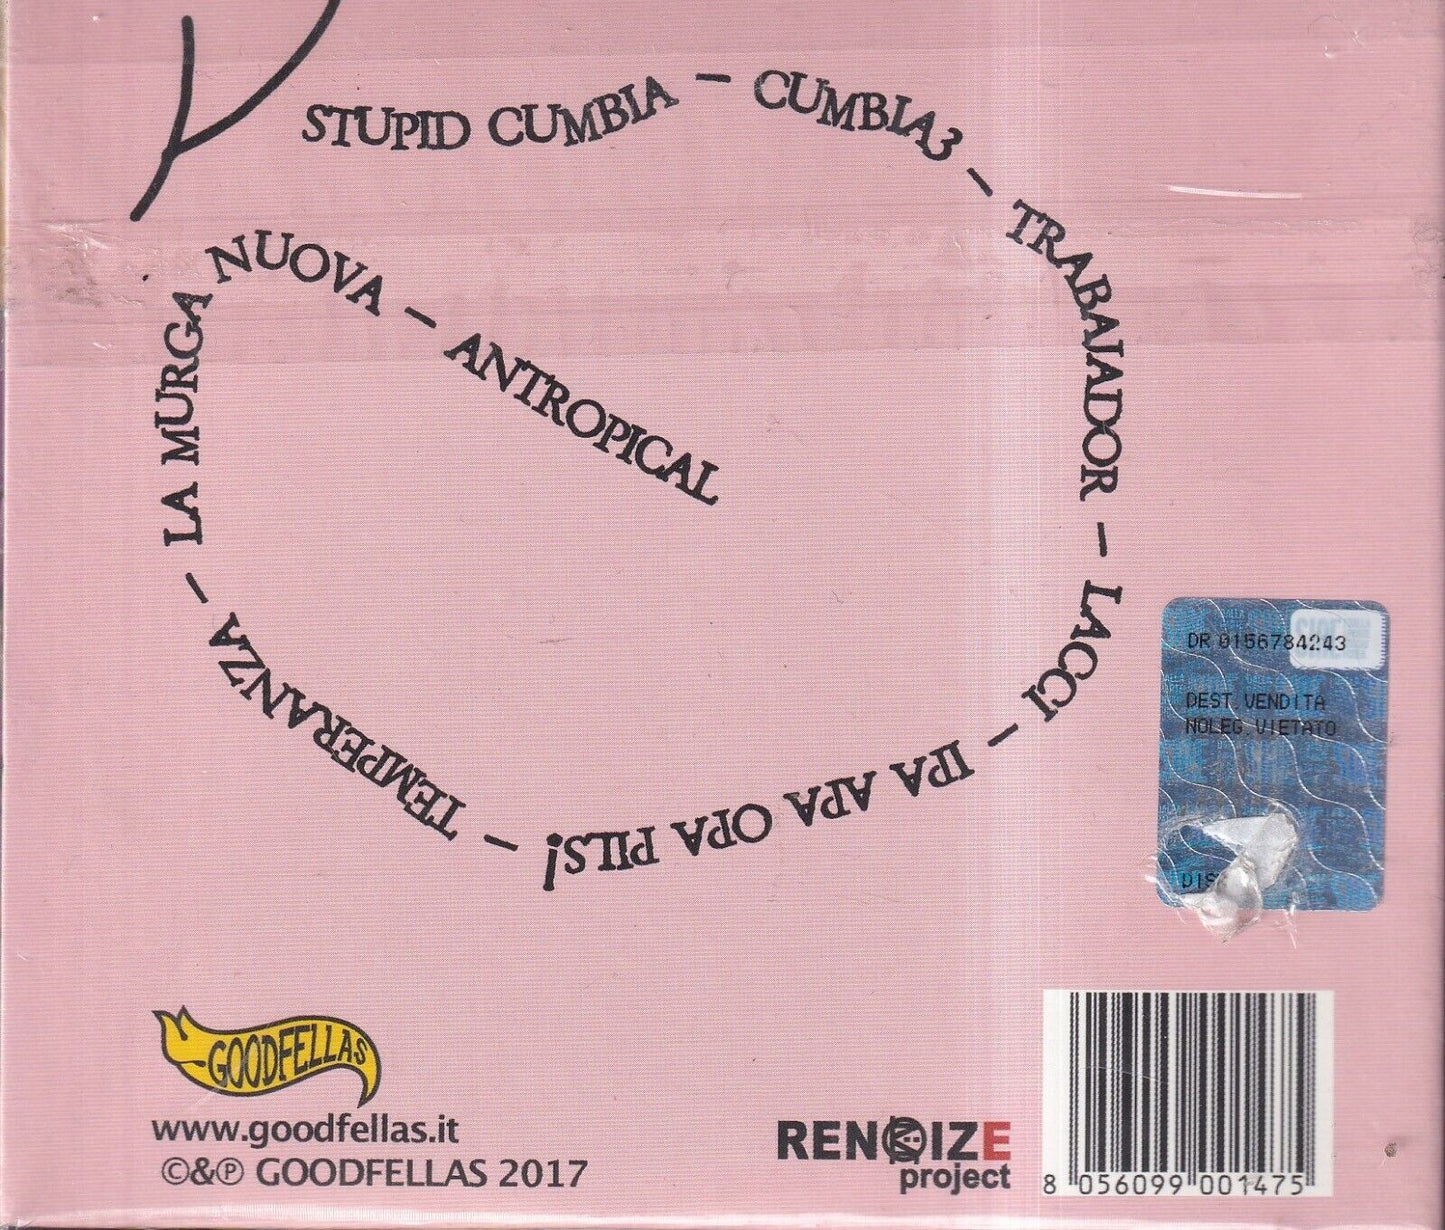 STUPID CUMBIA – CUMBIA3 – TRABAJADOR – LACCI – IPA APA OPA PILS! – TEMPERANZA – LA MURGA NUOVA – ANTROPICAL
DR 0156784243
DEST.VENDITA
NOLEG.VIETATO
GOODFELLAS
www.goodfellas.it
©&℗ GOODFELLAS 2017
RENOIZE
project
8 056099 001475